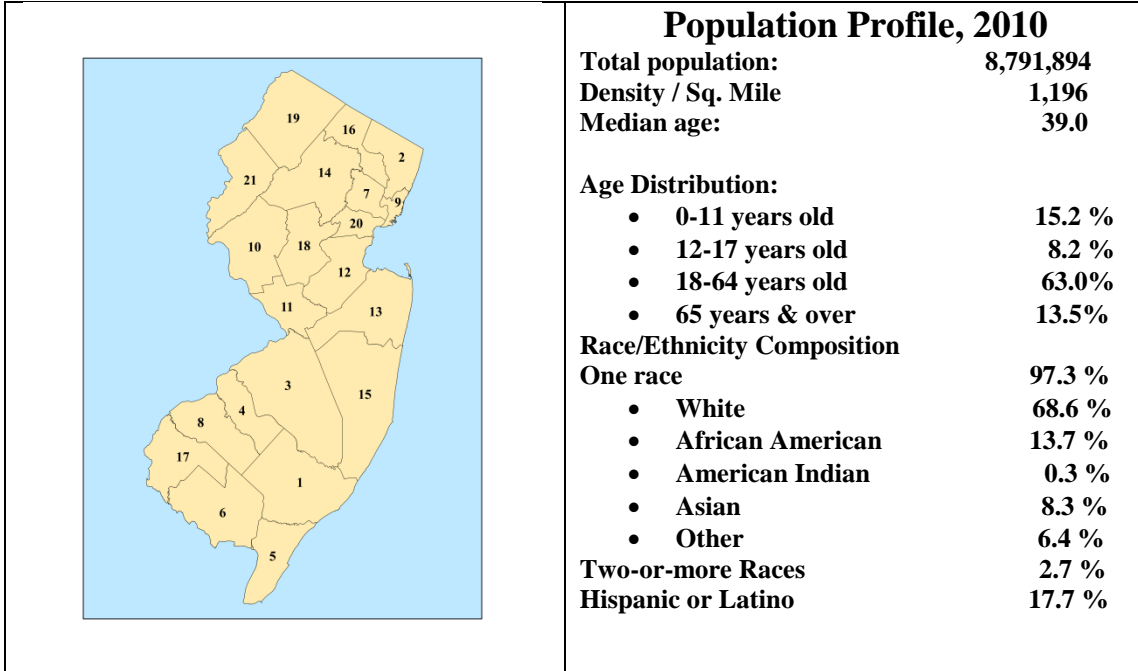 19
16
2
14
21
7
9
20
10
18
12
11
13
3
15
4
8
17
1
6
5
Population Profile, 2010
Total population: 8,791,894
Density / Sq. Mile 1,196
Median age: 39.0
Age Distribution:
• 0-11 years old 15.2 %
• 12-17 years old 8.2 %
• 18-64 years old 63.0%
• 65 years & over 13.5%
Race/Ethnicity Composition
One race 97.3 %
• White 68.6 %
• African American 13.7 %
• American Indian 0.3 %
• Asian 8.3 %
• Other 6.4 %
Two-or-more Races 2.7 %
Hispanic or Latino 17.7 %